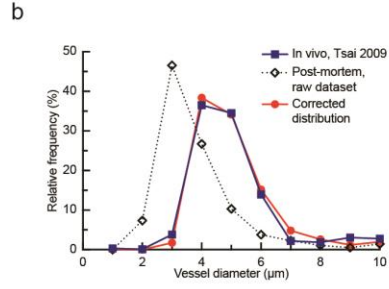 b
In vivo, Tsai 2009
Post-mortem,
raw dataset
Corrected
distribution
Relative frequency (%)
50
40
30
20
10
0
0 2 4 6 8 10
Vessel diameter (µm)